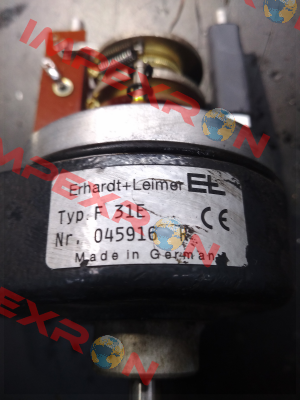 Erhardt+Leimer EL
Typ. F 31E CE
Nr. 045916 R
Made in German
IMPEXRON
IMPEXRON
IMPEXRON